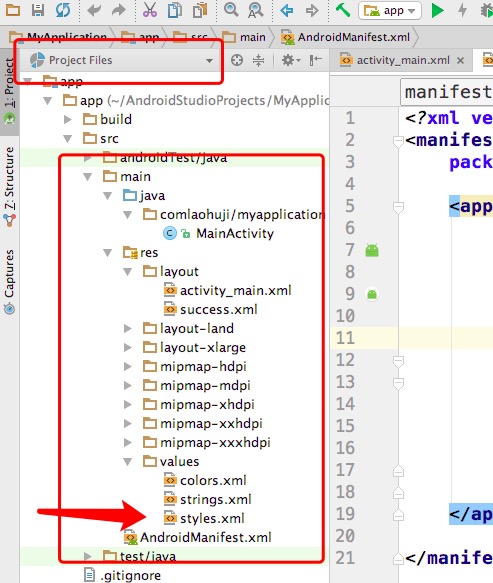 app
MyApplication app src main AndroidManifest.xml
Project Files
activity_main.xml
1: Project
Z: Structure
Captures
app
app (~/AndroidStudioProjects/MyApplic
build
src
androidTest/java
main
java
comlaohuji/myapplication
MainActivity
res
layout
activity_main.xml
success.xml
layout-land
layout-xlarge
mipmap-hdpi
mipmap-mdpi
mipmap-xhdpi
mipmap-xxhdpi
mipmap-xxxhdpi
values
colors.xml
strings.xml
styles.xml
AndroidManifest.xml
test/java
.gitignore
manifest
1 <?xml ve
2 <manifes
3 pack
4
5 <app
6
7
8
9
10
11
12
13
14
15
16
17
18
19 </ap
20
21 </manife